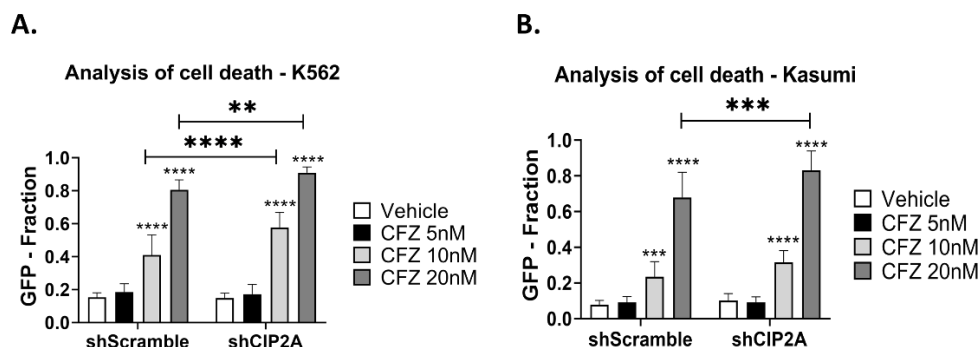 A.
Analysis of cell death - K562
**
****
GFP - Fraction
1.0
0.8
0.6
0.4
0.2
0.0
****
****
****
****
shScramble
shCIP2A
Vehicle
CFZ 5nM
CFZ 10nM
CFZ 20nM
B.
Analysis of cell death - Kasumi
***
GFP - Fraction
1.0
0.8
0.6
0.4
0.2
0.0
***
****
****
****
shScramble
shCIP2A
Vehicle
CFZ 5nM
CFZ 10nM
CFZ 20nM